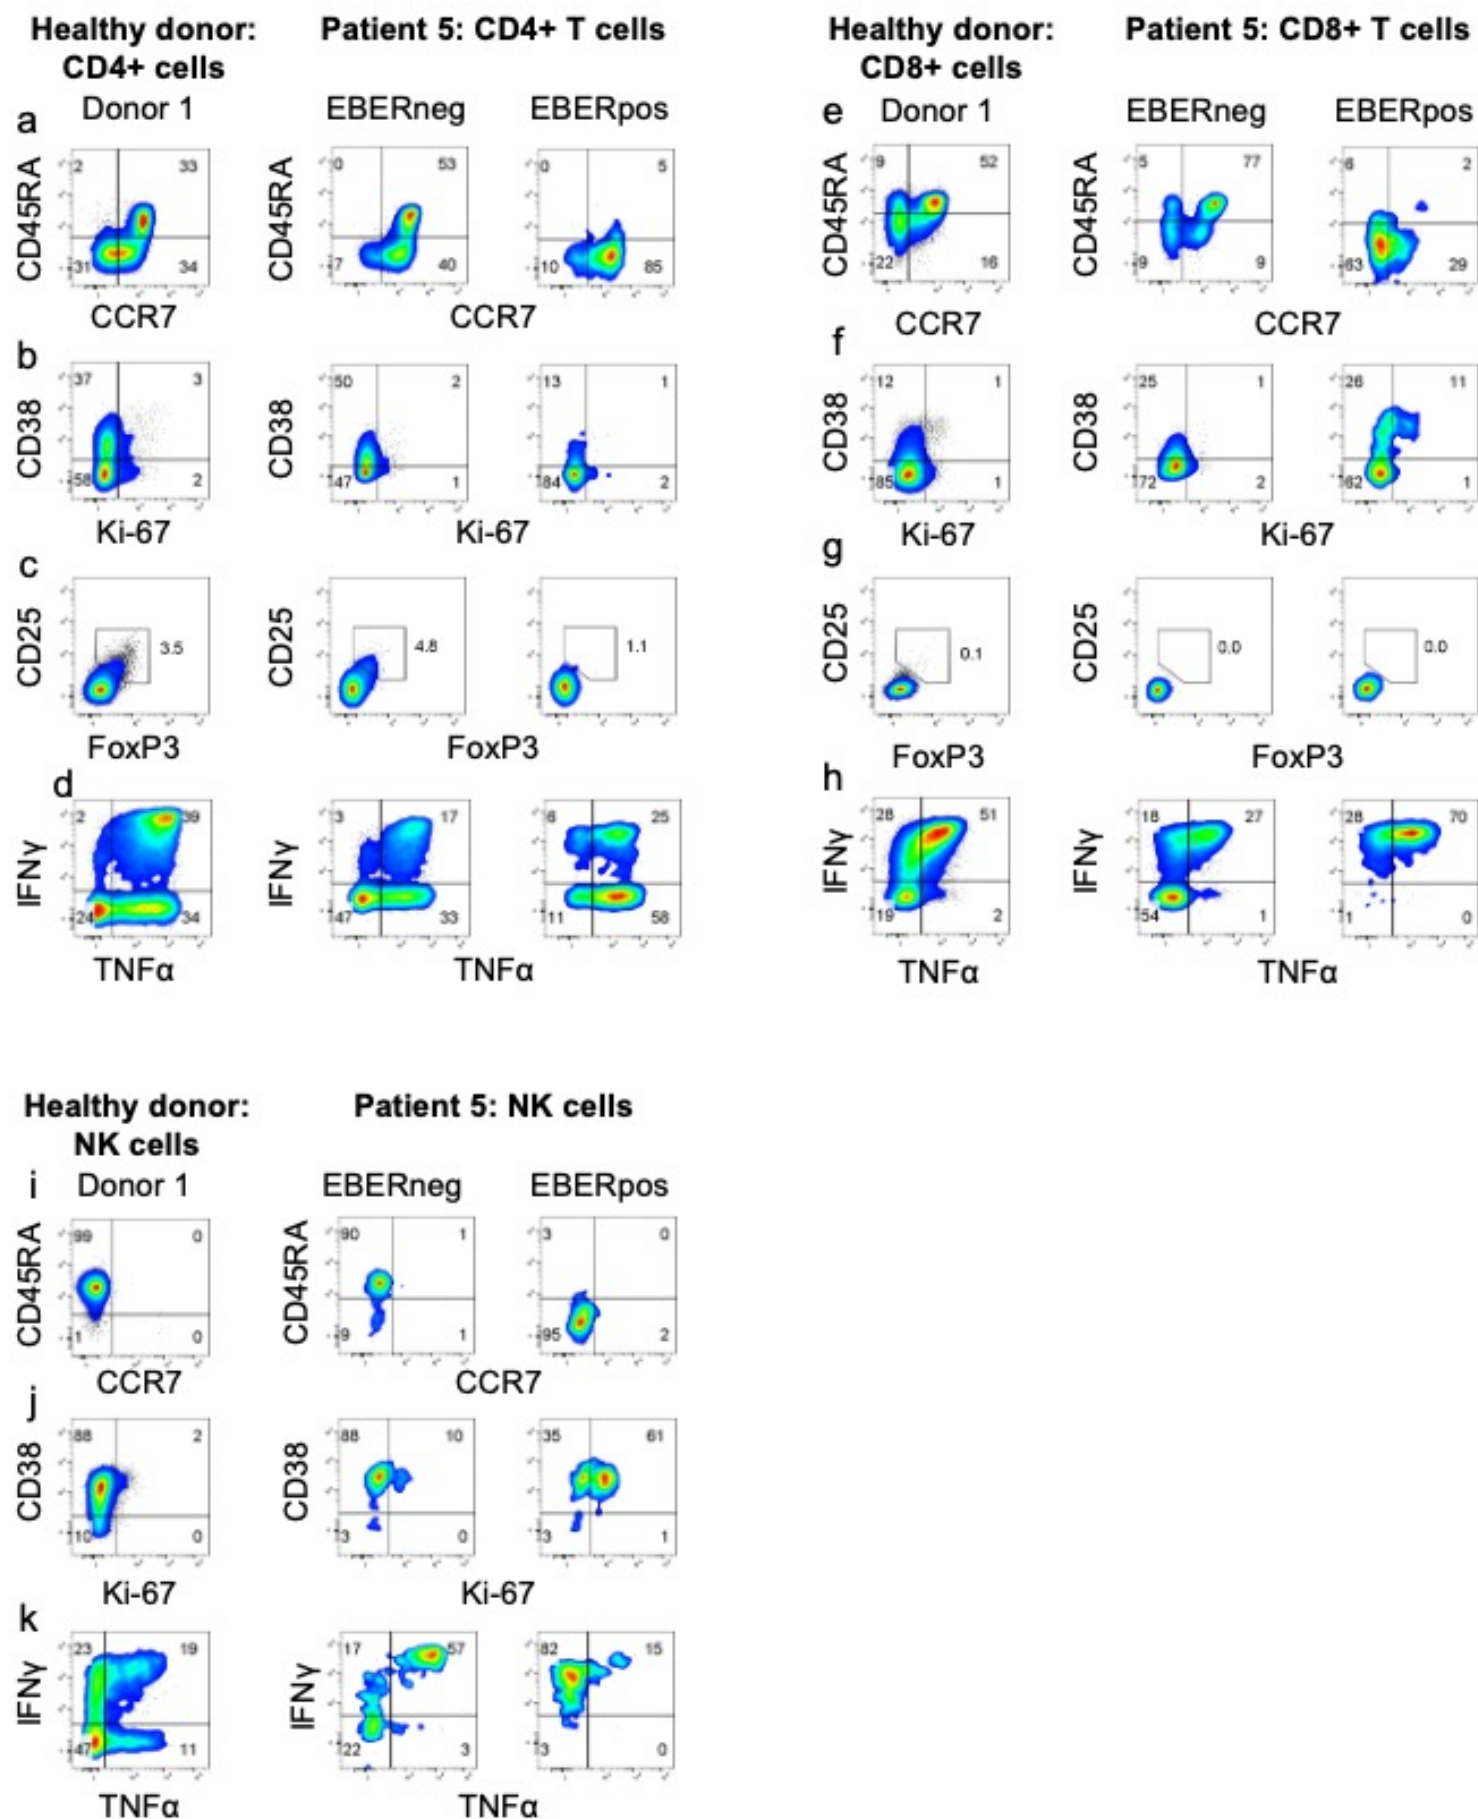 Healthy donor:
CD4+ cells
Patient 5: CD4+ T cells
Donor 1
EBERneg
EBERpos
a
CD45RA
2 33
31 34
CCR7
CD45RA
0 53
7 40
0 5
10 85
CCR7
b
CD38
37 3
58 2
Ki-67
CD38
50 2
47 1
13 1
84 2
Ki-67
c
CD25
3.5
FoxP3
CD25
4.8
1.1
FoxP3
d
IFNγ
2 39
24 34
TNFα
IFNγ
3 17
47 33
6 25
11 58
TNFα
Healthy donor:
CD8+ cells
Patient 5: CD8+ T cells
e
Donor 1
EBERneg
EBERpos
CD45RA
9 52
22 16
CCR7
CD45RA
5 77
9 9
6 2
63 29
CCR7
f
CD38
12 1
85 1
Ki-67
CD38
25 1
72 2
26 11
62 1
Ki-67
g
CD25
0.1
FoxP3
CD25
0.0
0.0
FoxP3
h
IFNγ
28 51
19 2
TNFα
IFNγ
18 27
54 1
28 70
1 0
TNFα
Healthy donor:
NK cells
Patient 5: NK cells
i
Donor 1
EBERneg
EBERpos
CD45RA
99 0
1 0
CCR7
CD45RA
90 1
9 1
3 0
95 2
CCR7
j
CD38
88 2
10 0
Ki-67
CD38
88 10
3 0
35 61
3 1
Ki-67
k
IFNγ
23 19
47 11
TNFα
IFNγ
17 57
22 3
82 15
3 0
TNFα